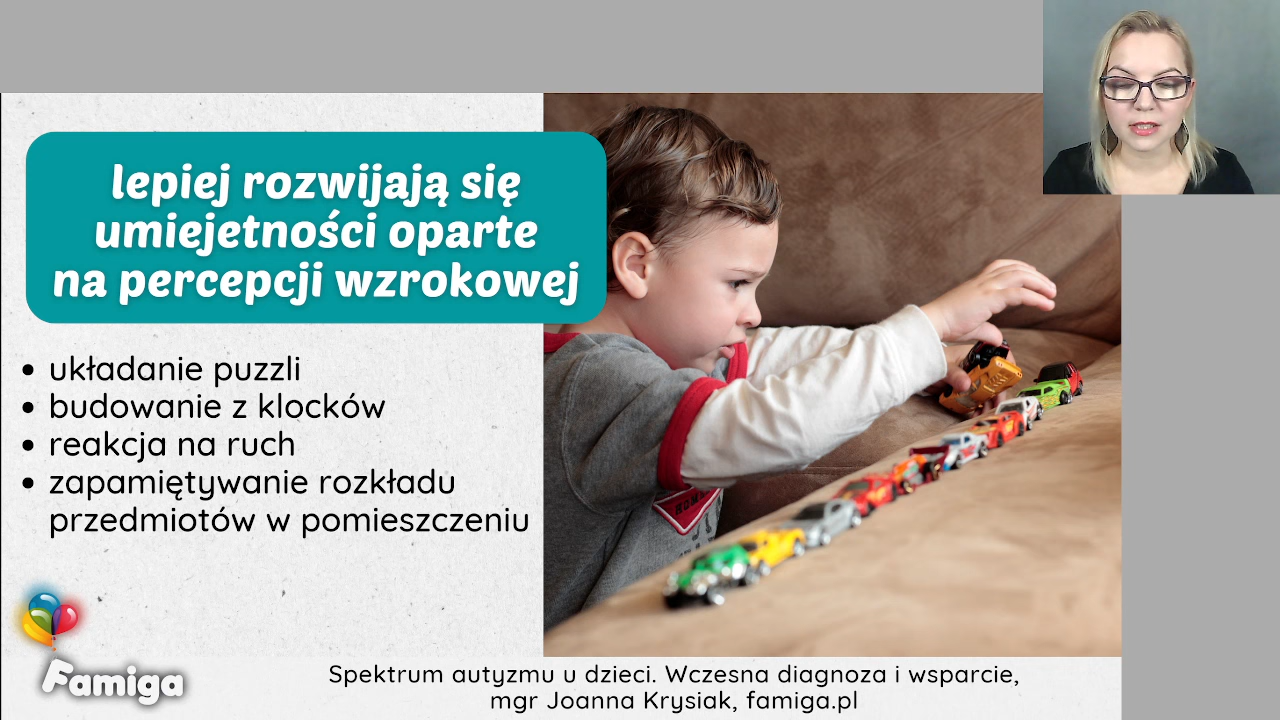 lepiej rozwijają się
umiejetności oparte
na percepcji wzrokowej
• układanie puzzli
• budowanie z klocków
• reakcja na ruch
• zapamiętywanie rozkładu
przedmiotów w pomieszczeniu
Famiga
Spektrum autyzmu u dzieci. Wczesna diagnoza i wsparcie,
mgr Joanna Krysiak, famiga.pl